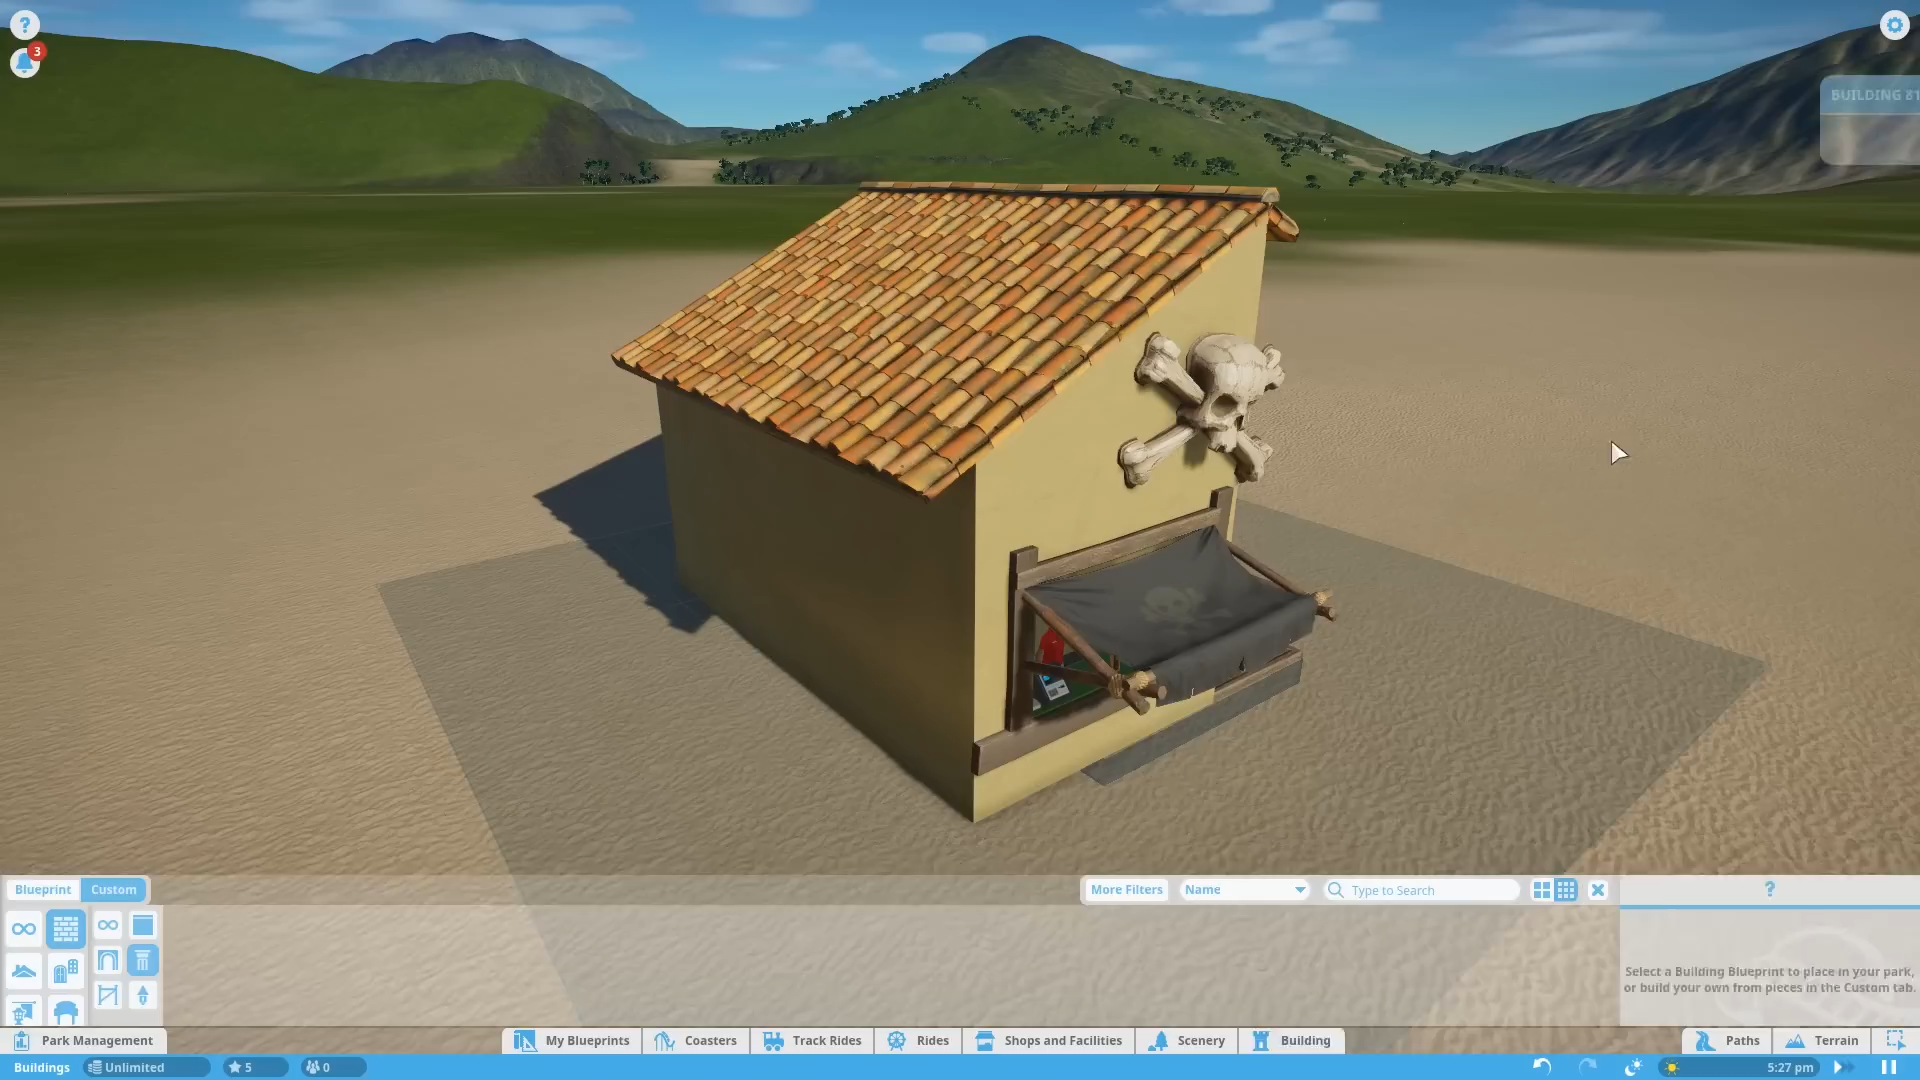 ?
3
BUILDING 81
Blueprint
Custom
More Filters
Name
Type to Search
?
Select a Building Blueprint to place in your park,
or build your own from pieces in the Custom tab.
Park Management
My Blueprints
Coasters
Track Rides
Rides
Shops and Facilities
Scenery
Building
Paths
Terrain
Buildings
Unlimited
5
0
5:27 pm